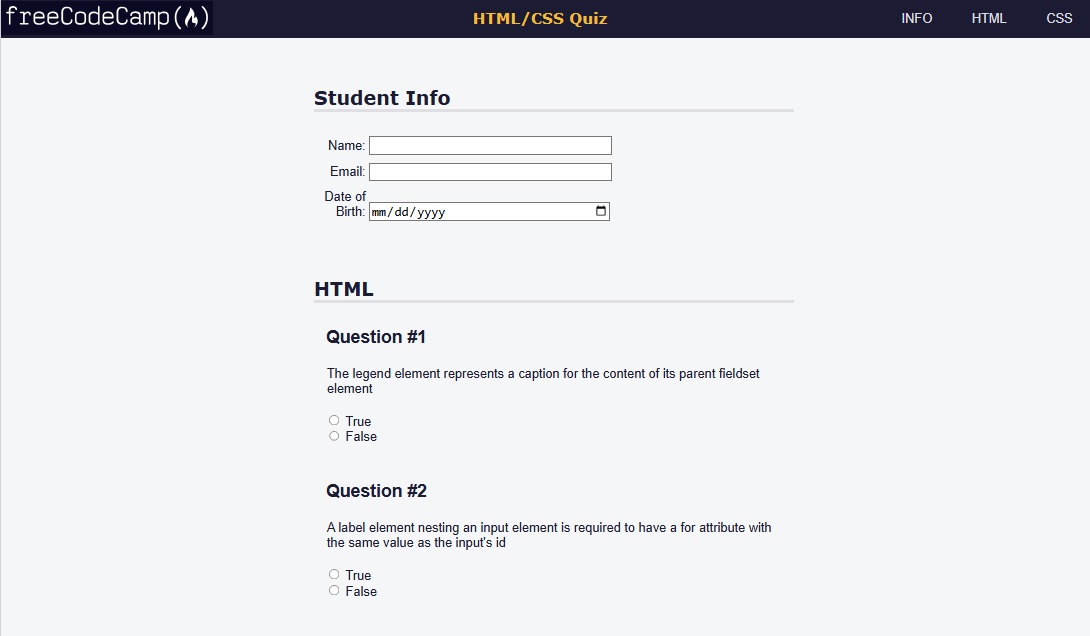 freeCodeCamp(🔥)
HTML/CSS Quiz
INFO
HTML
CSS
Student Info
Name:
Email:
Date of
Birth: mm/dd/yyyy
HTML
Question #1
The legend element represents a caption for the content of its parent fieldset
element
True
False
Question #2
A label element nesting an input element is required to have a for attribute with
the same value as the input's id
True
False